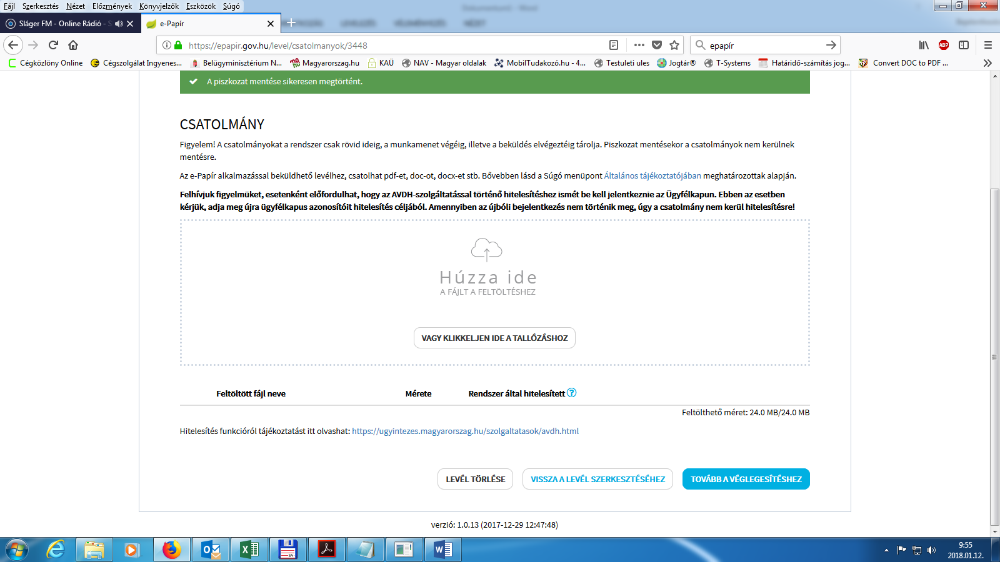 Fájl Szerkesztés Nézet Előzmények Könyvjelzők Eszközök Súgó
Sláger FM - Online Rádió - S
e-Papír
https://epapir.gov.hu/level/csatolmanyok/3448
epapír
ABP
Cégközlöny Online Cégszolgálat Ingyenes... Belügyminisztérium N... Magyarorszag.hu KAÜ NAV - Magyar oldalak MobilTudakozó.hu - 4... Testuleti ules Jogtár® T-Systems Határidő-számítás jog... Convert DOC to PDF ...
A piszkozat mentése sikeresen megtörtént.
CSATOLMÁNY
Figyelem! A csatolmányokat a rendszer csak rövid ideig, a munkamenet végéig, illetve a beküldés elvégeztéig tárolja. Piszkozat mentésekor a csatolmányok nem kerülnek
mentésre.
Az e-Papír alkalmazással beküldhető levélhez, csatolhat pdf-et, doc-ot, docx-et stb. Bővebben lásd a Súgó menüpont Általános tájékoztatójában meghatározottak alapján.
Felhívjuk figyelmüket, esetenként előfordulhat, hogy az AVDH-szolgáltatással történő hitelesítéshez ismét be kell jelentkeznie az Ügyfélkapun. Ebben az esetben
kérjük, adja meg újra ügyfélkapus azonosítóit hitelesítés céljából. Amennyiben az újbóli bejelentkezés nem történik meg, úgy a csatolmány nem kerül hitelesítésre!
Húzza ide
A FÁJLT A FELTÖLTÉSHEZ
VAGY KLIKKELJEN IDE A TALLÓZÁSHOZ
Feltöltött fájl neve Mérete Rendszer által hitelesített ?
Feltölthető méret: 24.0 MB/24.0 MB
Hitelesítés funkcióról tájékoztatást itt olvashat: https://ugyintezes.magyarorszag.hu/szolgaltatasok/avdh.html
LEVÉL TÖRLÉSE VISSZA A LEVÉL SZERKESZTÉSÉHEZ TOVÁBB A VÉGLEGESÍTÉSHEZ
verzió: 1.0.13 (2017-12-29 12:47:48)
64
9:55
2018.01.12.